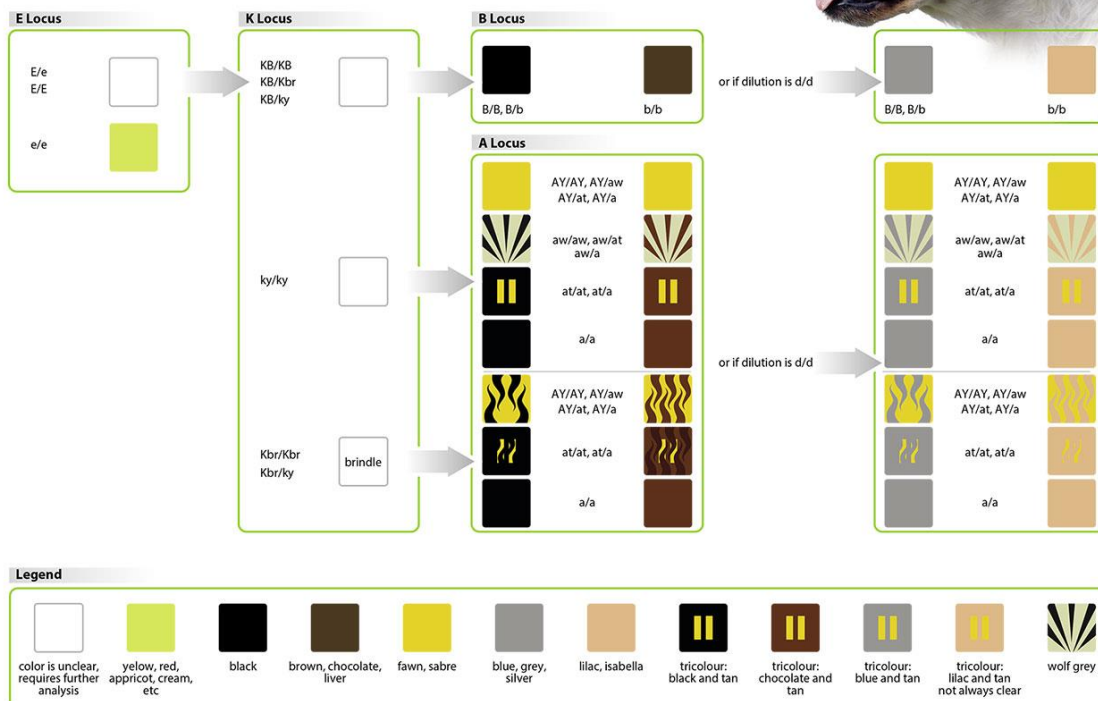 E Locus
K Locus
B Locus
E/e
E/E
e/e
KB/KB
KB/Kbr
KB/ky
B/B, B/b
b/b
or if dilution is d/d
B/B, B/b
b/b
A Locus
ky/ky
Kbr/Kbr
Kbr/ky
brindle
AY/AY, AY/aw
AY/at, AY/a
aw/aw, aw/at
aw/a
at/at, at/a
a/a
AY/AY, AY/aw
AY/at, AY/a
at/at, at/a
a/a
or if dilution is d/d
AY/AY, AY/aw
AY/at, AY/a
aw/aw, aw/at
aw/a
at/at, at/a
a/a
AY/AY, AY/aw
AY/at, AY/a
at/at, at/a
a/a
Legend
color is unclear,
requires further
analysis
yelow, red,
appricot, cream,
etc
black
brown, chocolate,
liver
fawn, sabre
blue, grey,
silver
lilac, isabella
tricolour:
black and tan
tricolour:
chocolate and
tan
tricolour:
blue and tan
tricolour:
lilac and tan
not always clear
wolf grey